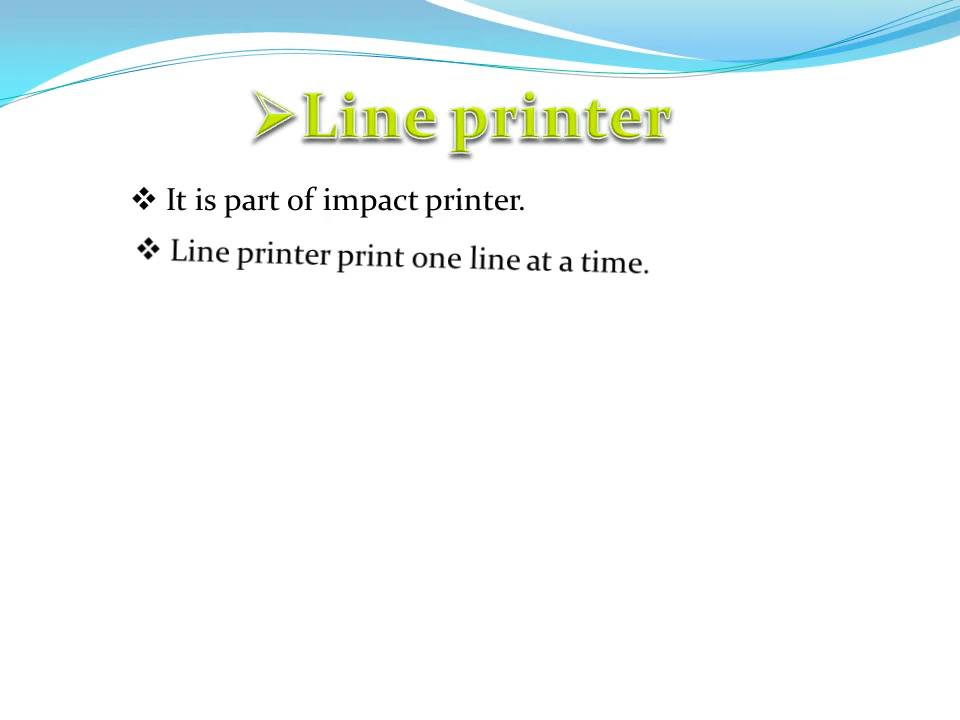 ➢Line printer
❖ It is part of impact printer.
❖ Line printer print one line at a time.